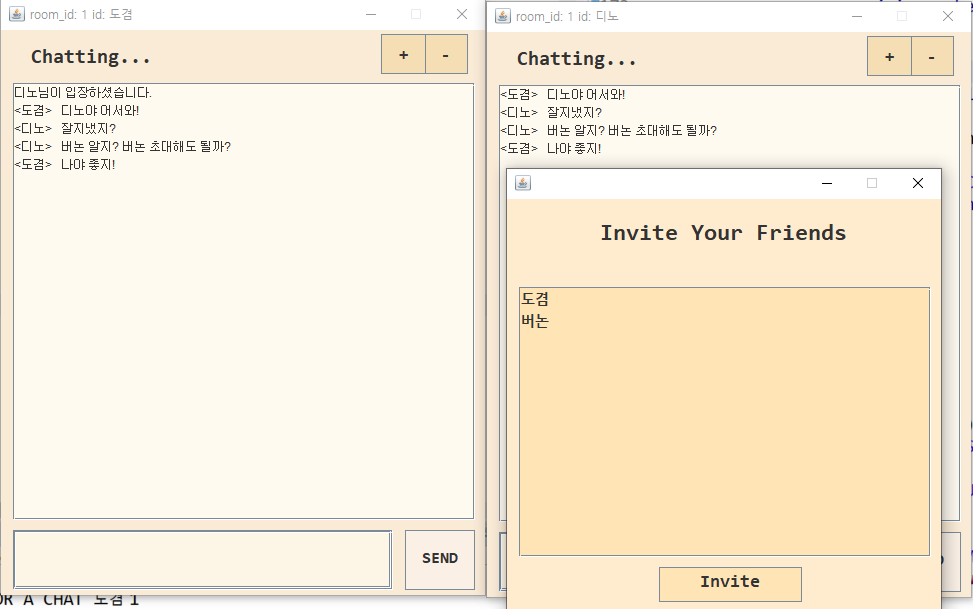 room_id: 1 id: 도겸
Chatting...
+
-
디노님이 입장하셨습니다.
<도겸> 디노야 어서와!
<디노> 잘지냈지?
<디노> 버논 알지? 버논 초대해도 될까?
<도겸> 나야 좋지!
SEND
OR A CHAT 도겸 1
room_id: 1 id: 디노
Chatting...
+
-
<도겸> 디노야 어서와!
<디노> 잘지냈지?
<디노> 버논 알지? 버논 초대해도 될까?
<도겸> 나야 좋지!
Invite Your Friends
도겸
버논
Invite